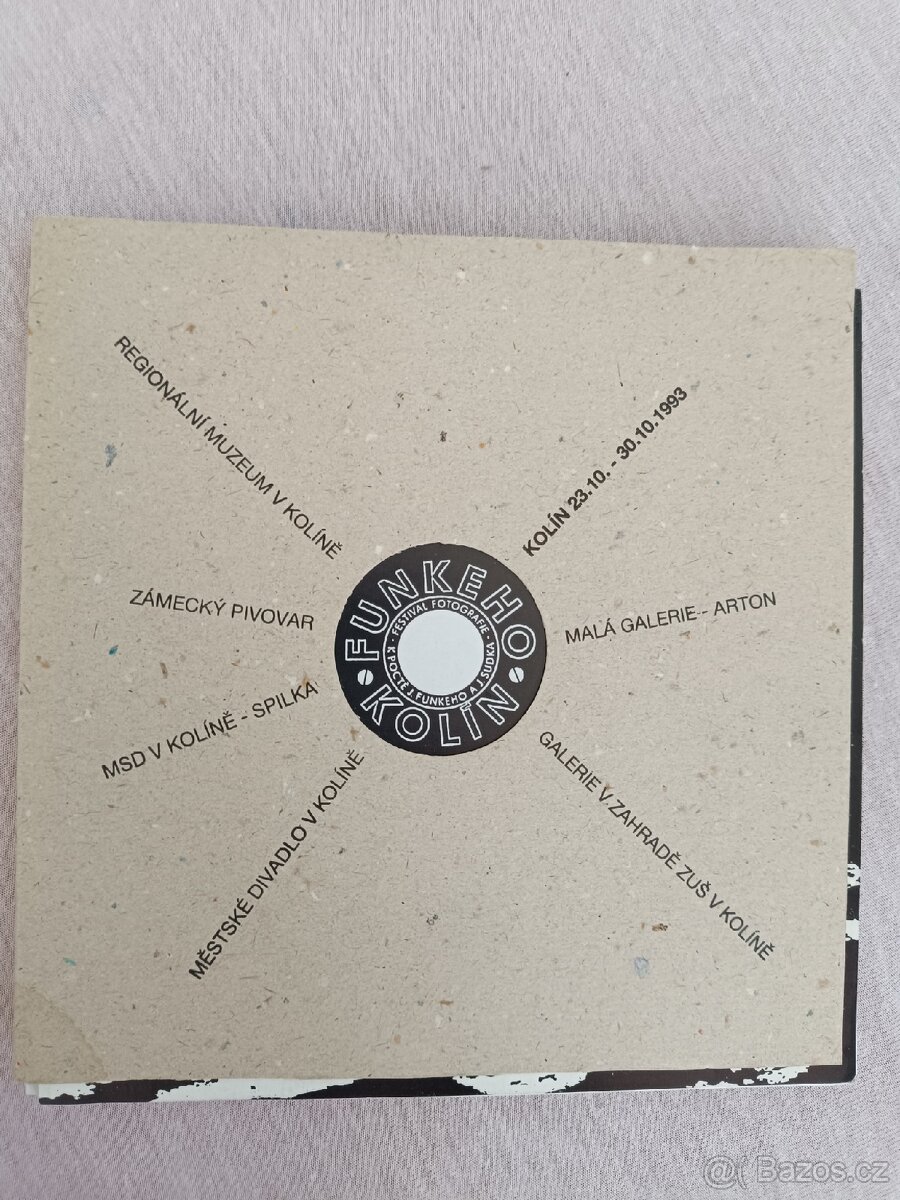 REGIONÁLNÍ MUZEUM V KOLÍNĚ
KOLÍN 23.10. - 30.10.1993
ZÁMECKÝ PIVOVAR
MALÁ GALERIE - ARTON
FUNKEHO
• KOLÍN •
FESTIVAL FOTOGRAFIE
• K POCTĚ J. FUNKEHO A J. SUDKA •
MSD V KOLÍNĚ - SPILKA
GALERIE V ZAHRADĚ ZUŠ V KOLÍNĚ
MĚSTSKÉ DIVADLO V KOLÍNĚ
@ Bazos.cz